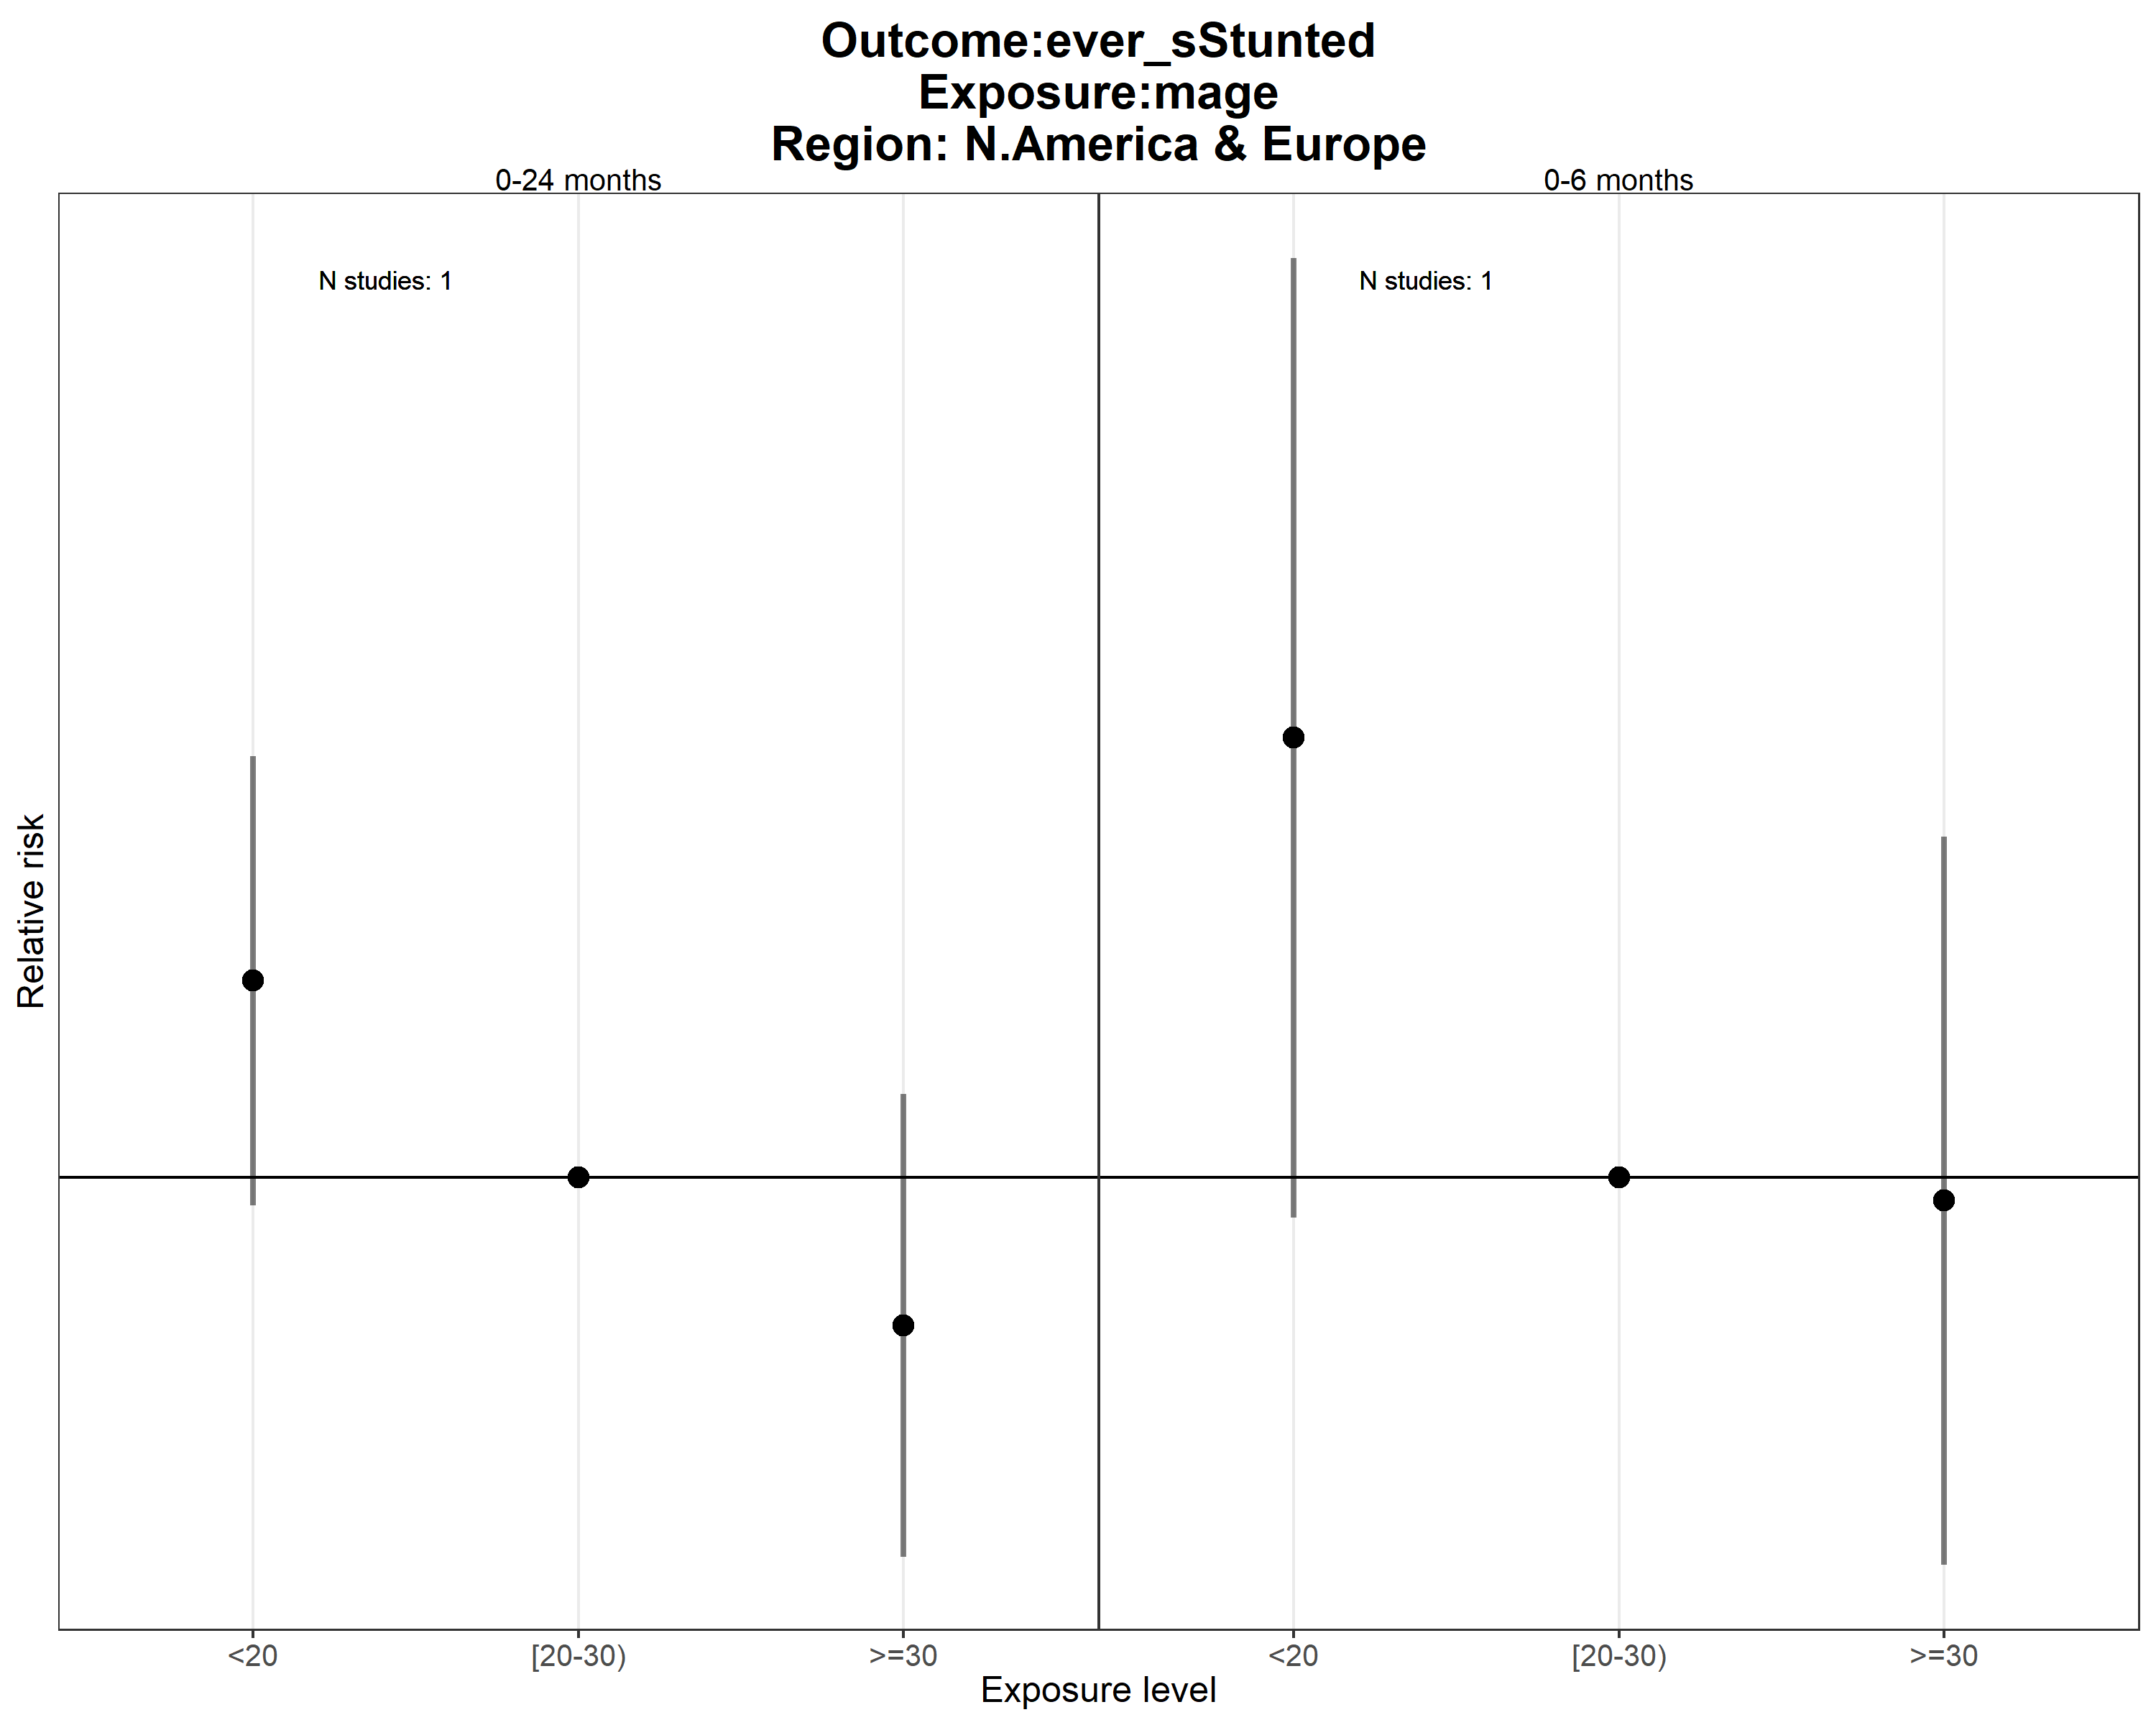 Outcome:ever_sStunted
Exposure:mage
Region: N.America & Europe
0-24 months
0-6 months
N studies: 1
N studies: 1
Relative risk
<20
[20-30)
>=30
<20
[20-30)
>=30
Exposure level